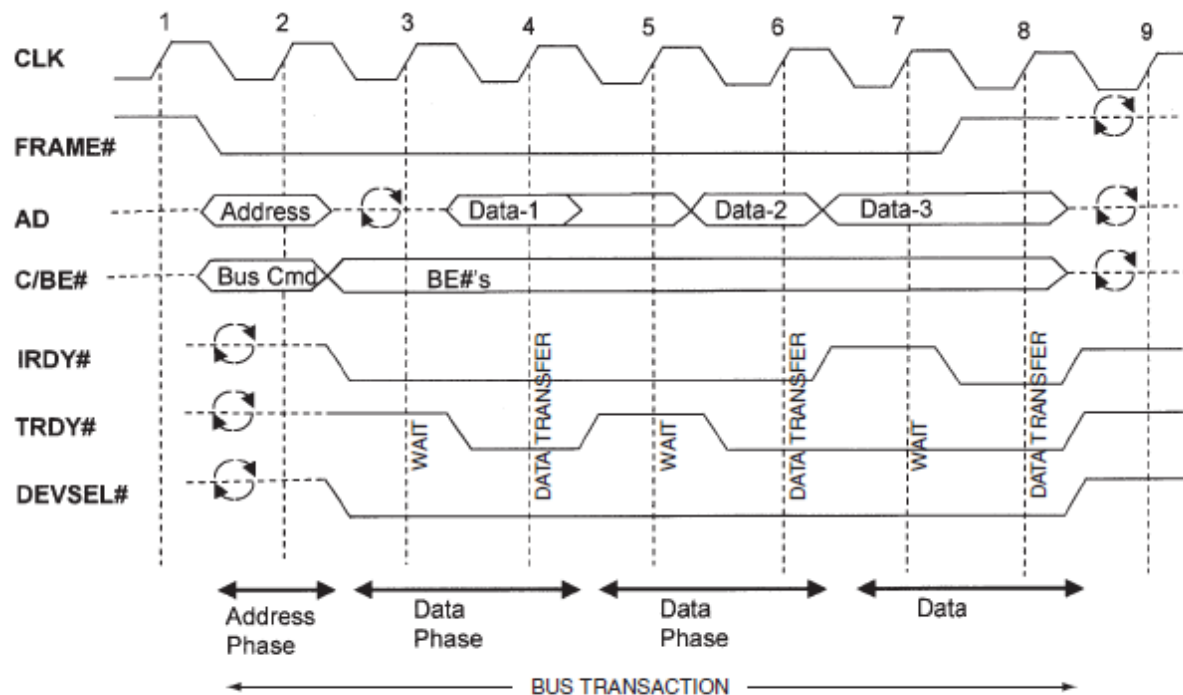 1 2 3 4 5 6 7 8 9
CLK
FRAME#
AD Address Data-1 Data-2 Data-3
C/BE# Bus Cmd BE#'s
IRDY#
TRDY#
DEVSEL#
WAIT
DATA TRANSFER
WAIT
DATA TRANSFER
WAIT
DATA TRANSFER
Address
Phase
Data
Phase
Data
Phase
Data
BUS TRANSACTION